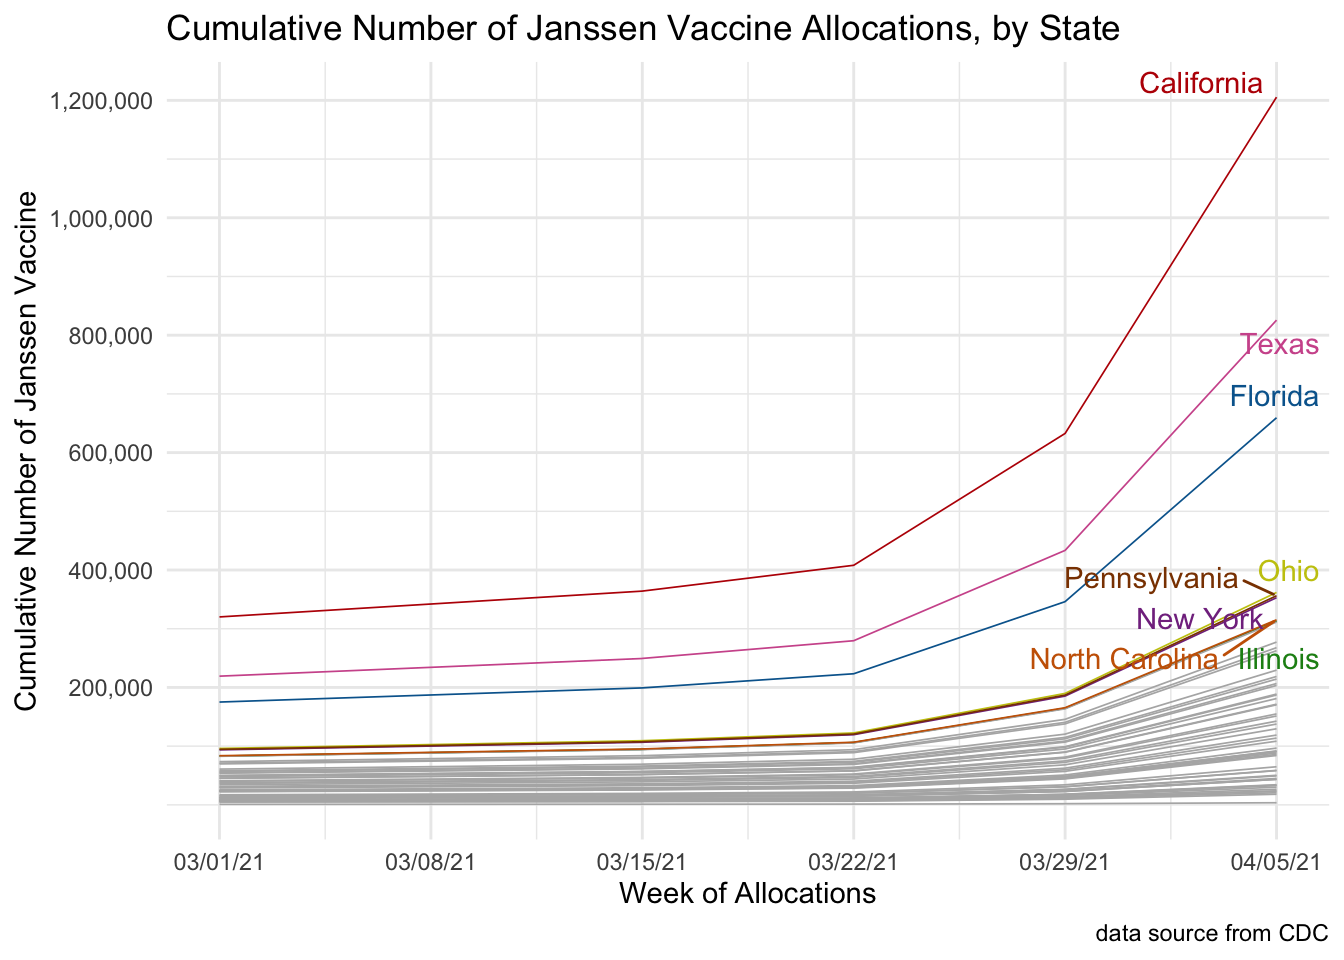 Cumulative Number of Janssen Vaccine Allocations, by State
Cumulative Number of Janssen Vaccine
1,200,000
1,000,000
800,000
600,000
400,000
200,000
California
Texas
Florida
Ohio
Pennsylvania
New York
North Carolina
Illinois
03/01/21
03/08/21
03/15/21
03/22/21
03/29/21
04/05/21
Week of Allocations
data source from CDC